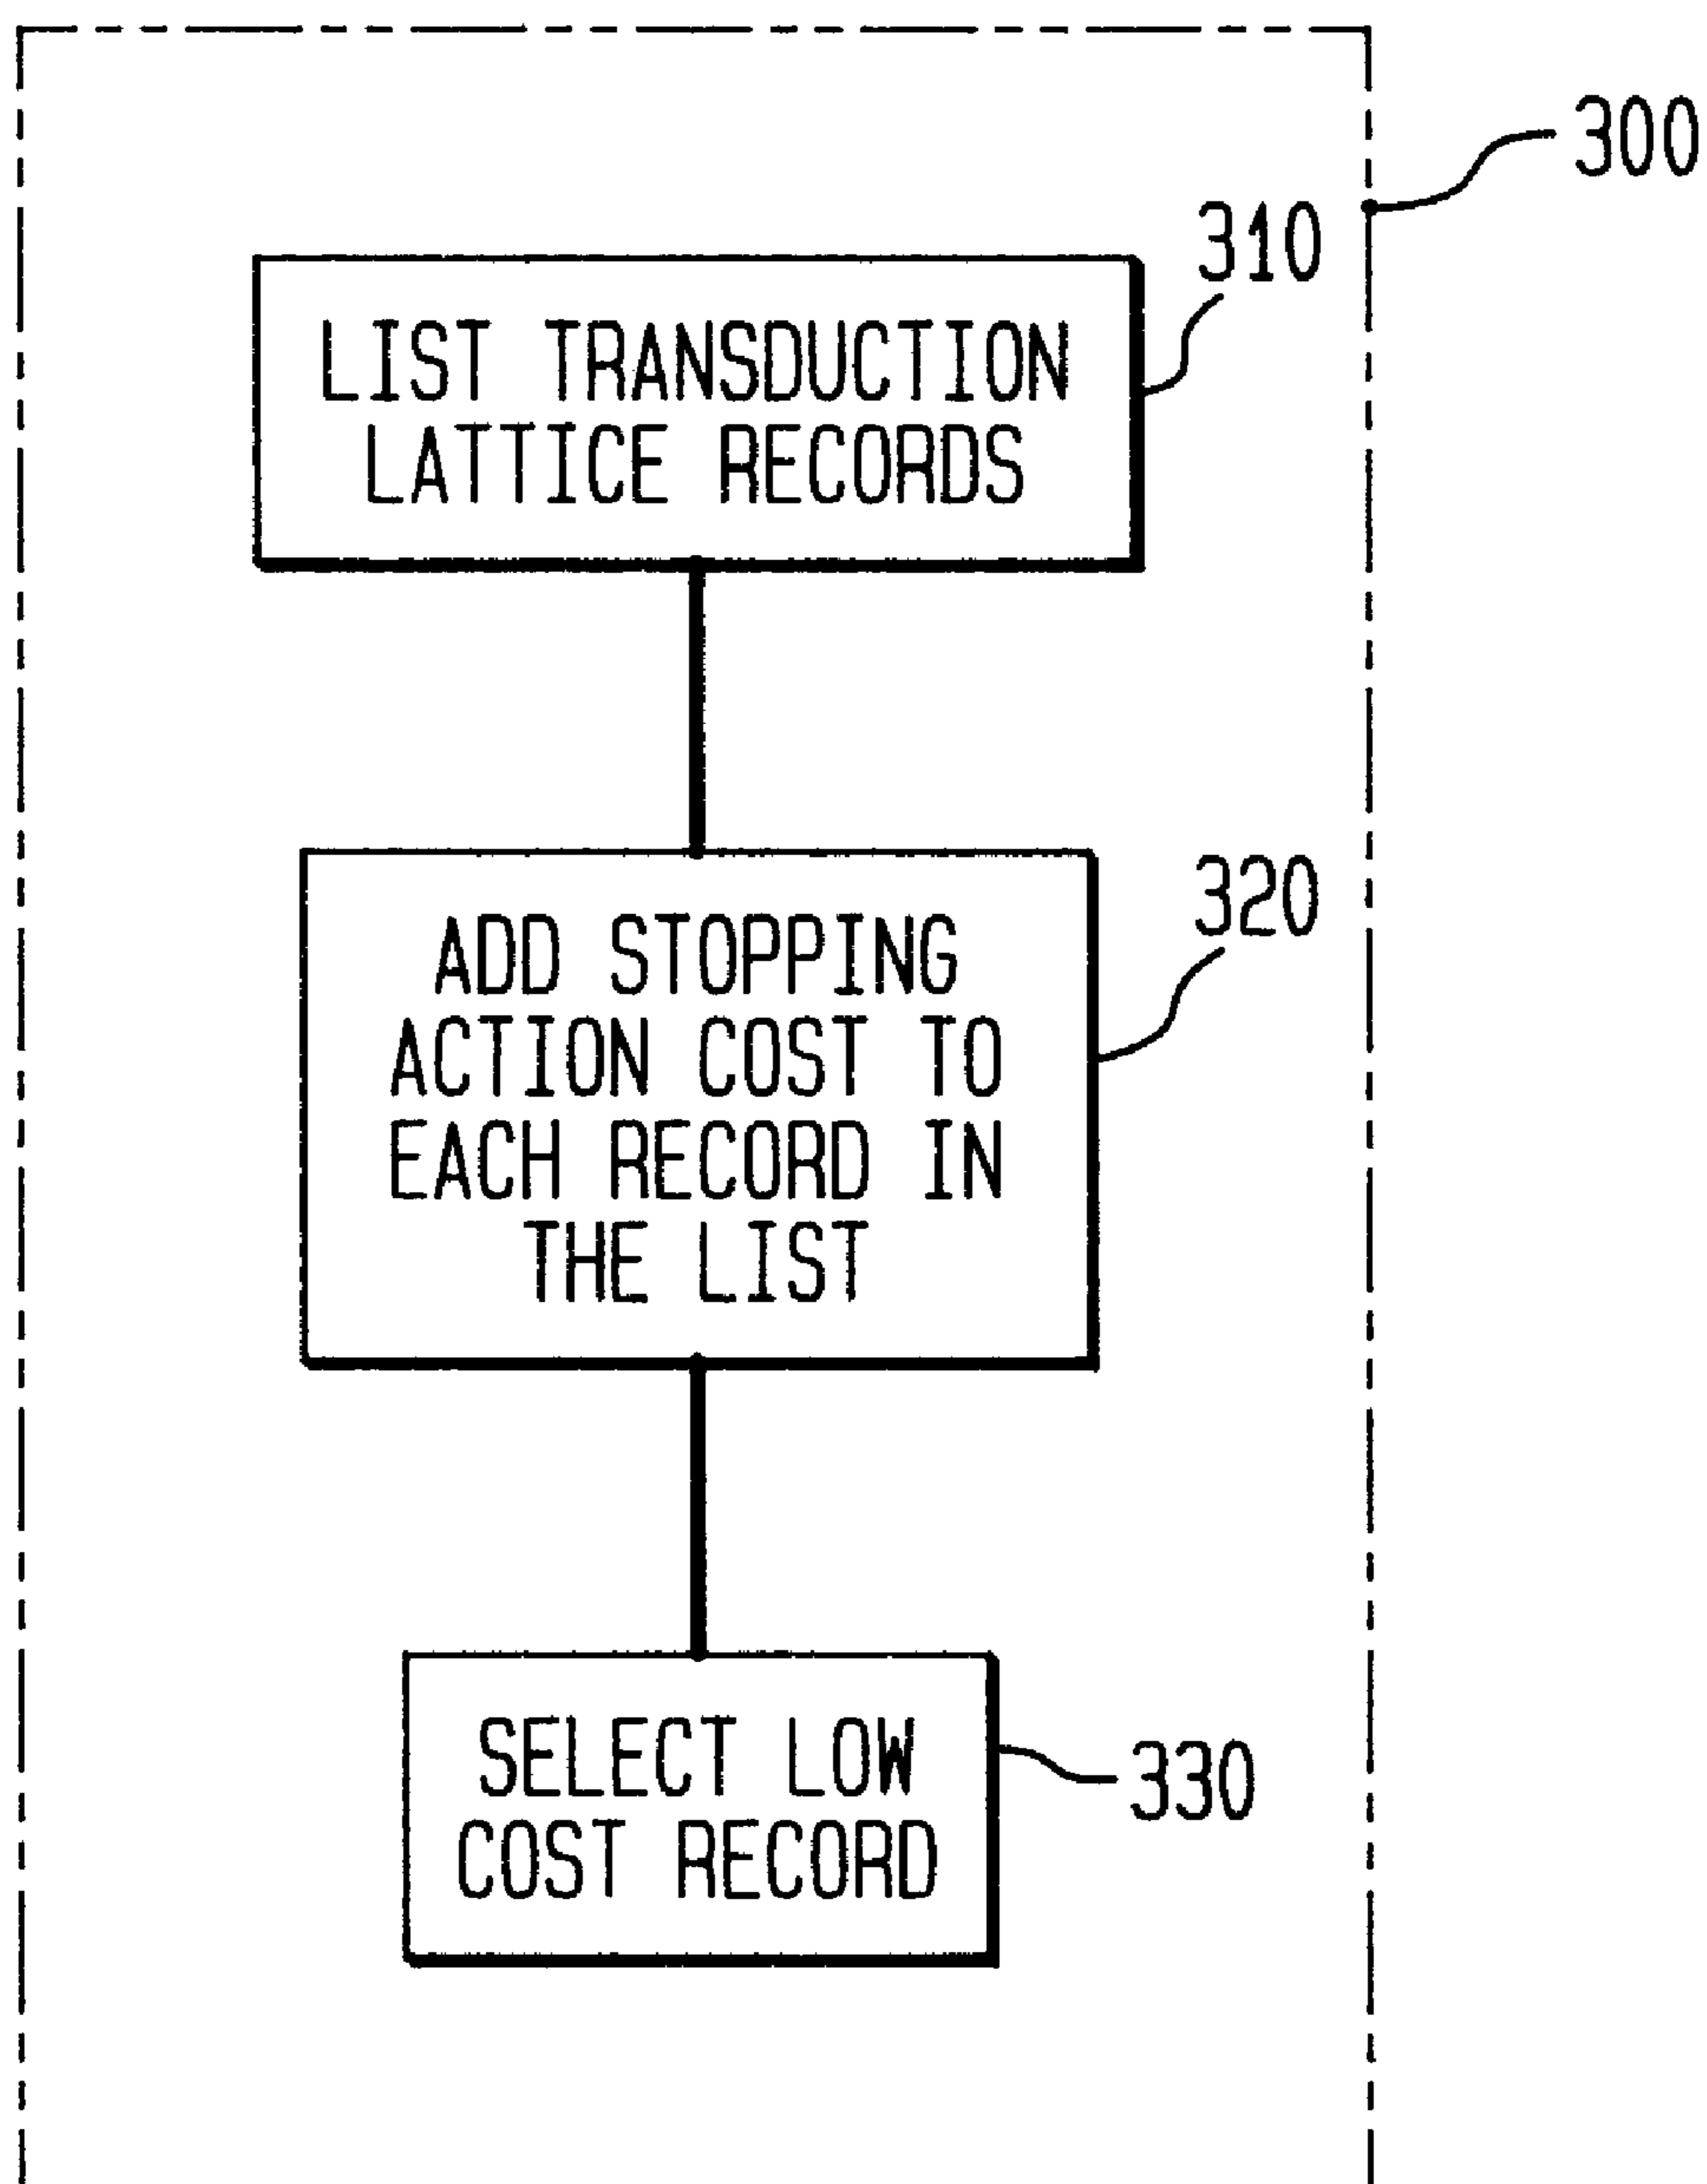 300
310
LIST TRANSDUCTION
LATTICE RECORDS
320
ADD STOPPING
ACTION COST TO
EACH RECORD IN
THE LIST
SELECT LOW
COST RECORD
330